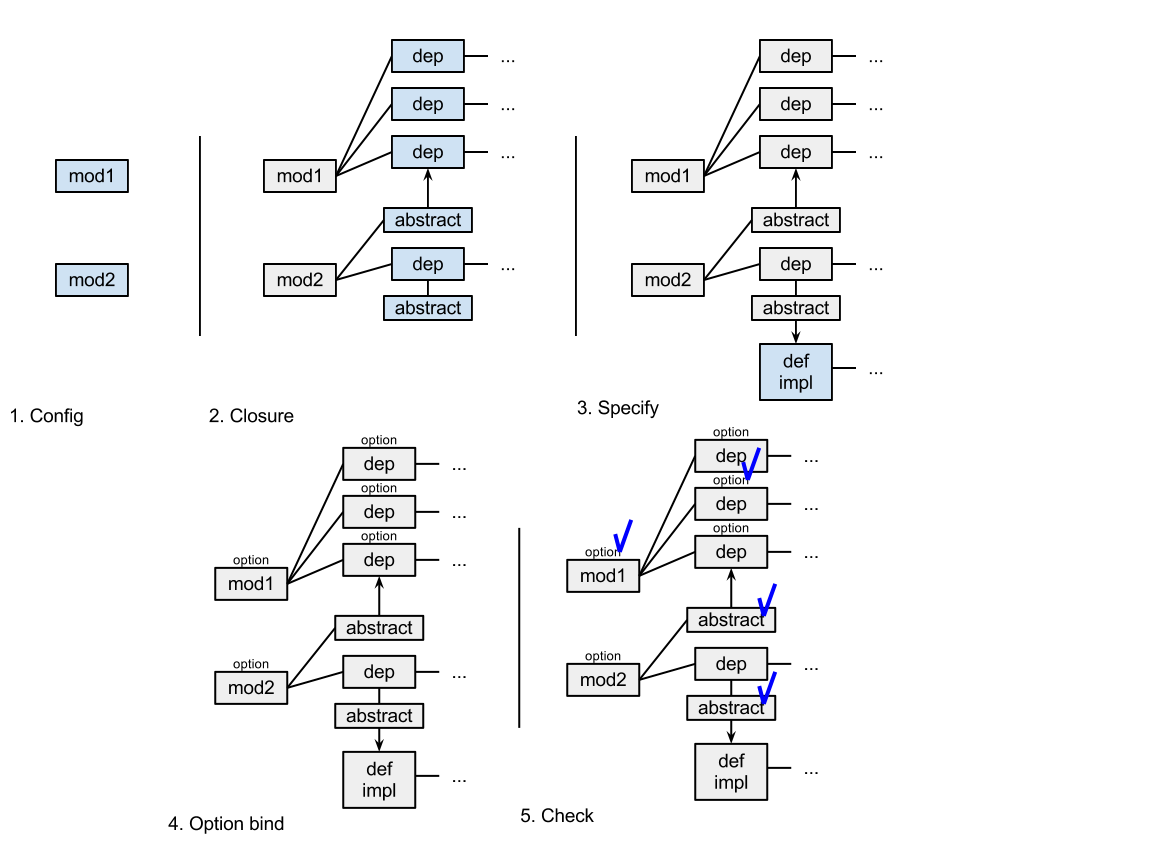 mod1
mod2
1. Config
dep ...
dep ...
dep ...
mod1
abstract
dep ...
mod2
abstract
2. Closure
dep ...
dep ...
dep ...
mod1
abstract
dep ...
mod2
abstract
def
impl
...
3. Specify
option
dep ...
option
dep ...
option
dep ...
option
mod1
abstract
option
mod2
dep ...
abstract
def
impl
...
4. Option bind
option
dep ...
option
dep ...
option
dep ...
option
mod1
abstract
option
mod2
dep ...
abstract
def
impl
...
5. Check